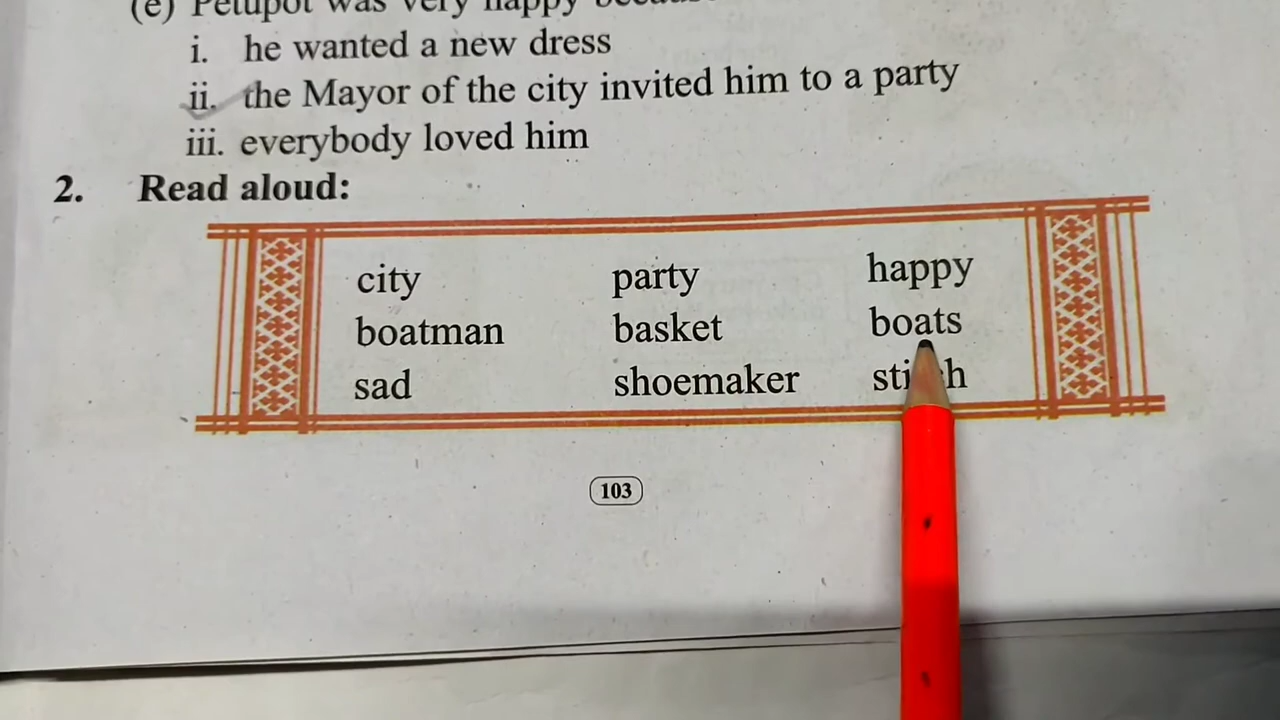 (e) Petupot was very happy
i. he wanted a new dress
ii. the Mayor of the city invited him to a party
iii. everybody loved him
2. Read aloud:
city party happy
boatman basket boats
sad shoemaker
103